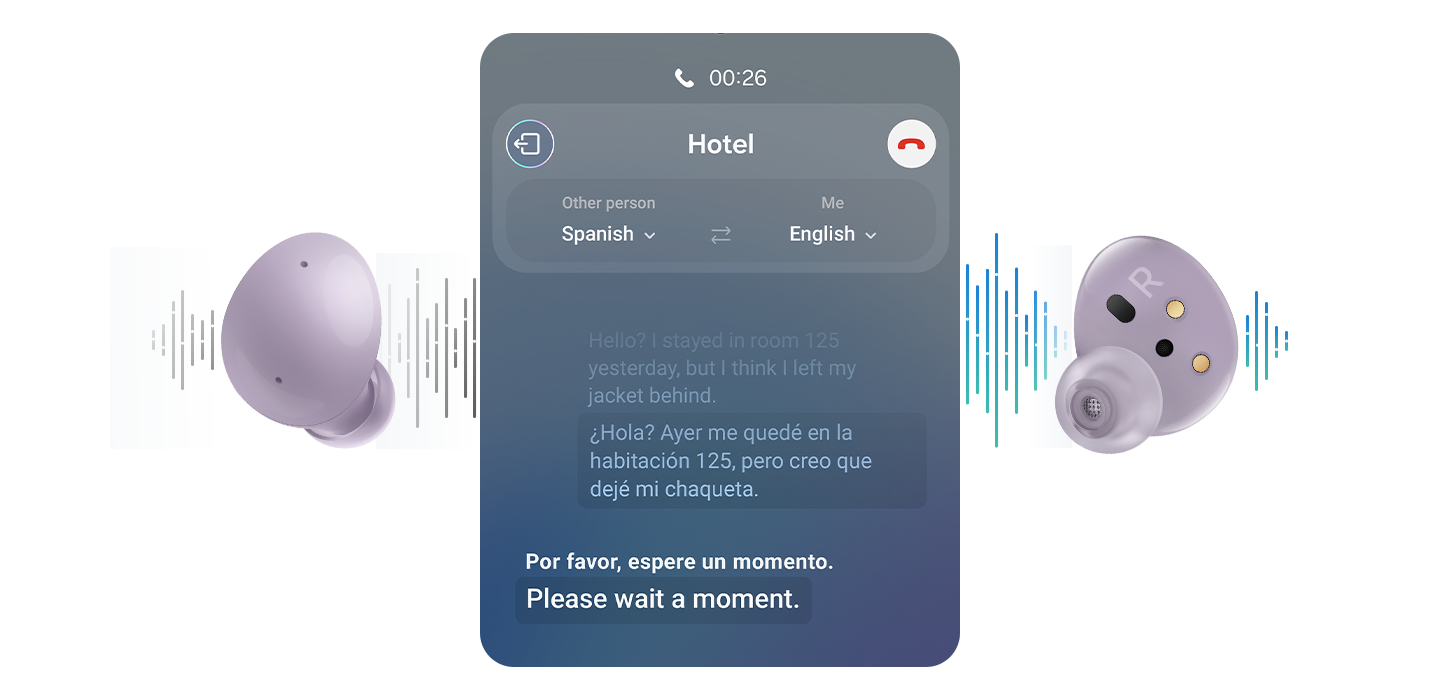 00:26
Hotel
Other person
Me
Spanish
English
Hello? I stayed in room 125
yesterday, but I think I left my
jacket behind.
¿Hola? Ayer me quedé en la
habitación 125, pero creo que
dejé mi chaqueta.
Por favor, espere un momento.
Please wait a moment.
R